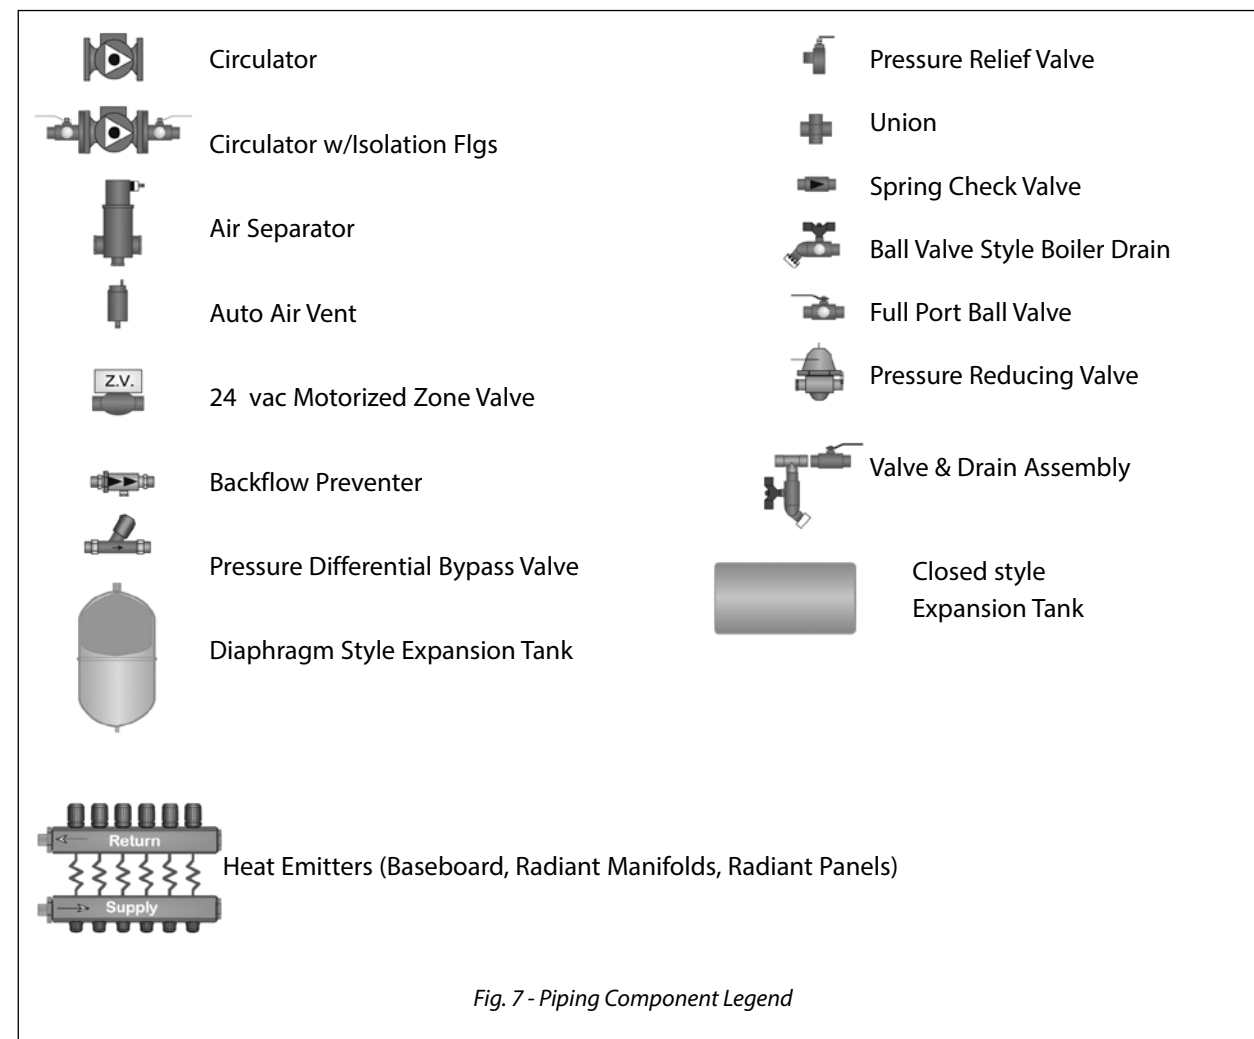 Circulator
Circulator w/Isolation Flgs
Air Separator
Auto Air Vent
Z.V.
24 vac Motorized Zone Valve
Backflow Preventer
Pressure Differential Bypass Valve
Diaphragm Style Expansion Tank
Return
Supply
Heat Emitters (Baseboard, Radiant Manifolds, Radiant Panels)
Pressure Relief Valve
Union
Spring Check Valve
Ball Valve Style Boiler Drain
Full Port Ball Valve
Pressure Reducing Valve
Valve & Drain Assembly
Closed style
Expansion Tank
Fig. 7 - Piping Component Legend